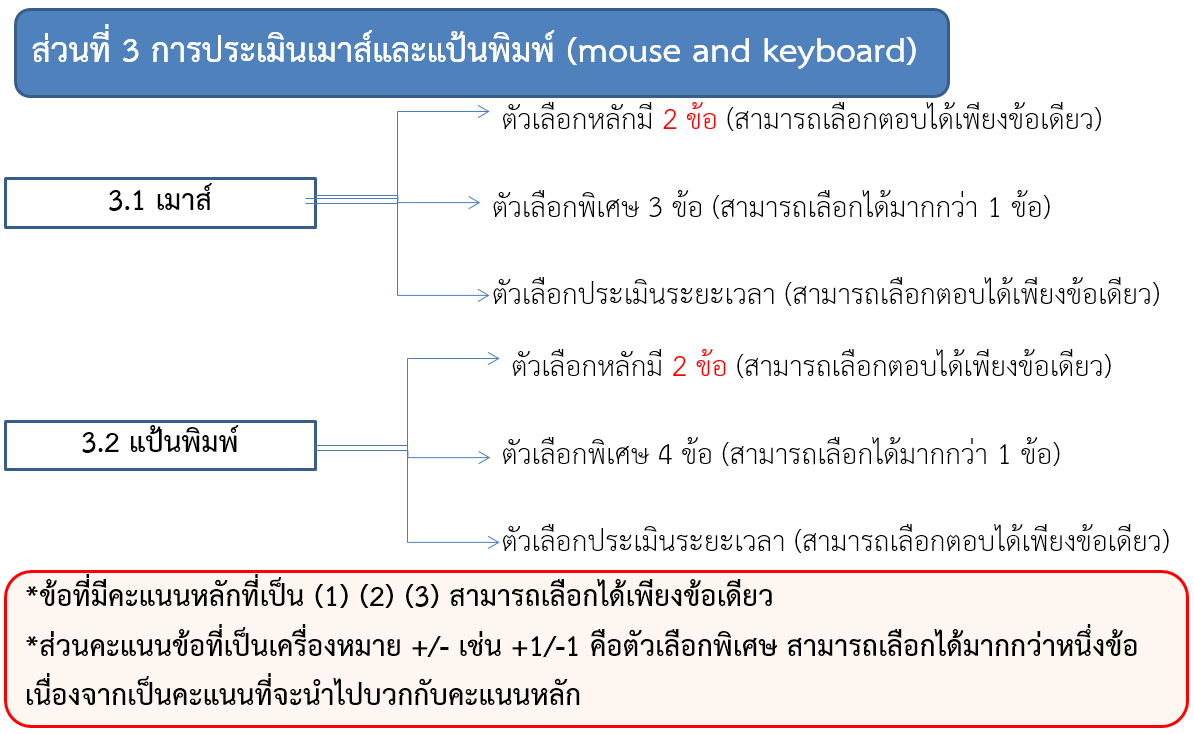 ส่วนที่ 3 การประเมินเมาส์และแป้นพิมพ์ (mouse and keyboard)
ตัวเลือกหลักมี 2 ข้อ (สามารถเลือกตอบได้เพียงข้อเดียว)
3.1 เมาส์
ตัวเลือกพิเศษ 3 ข้อ (สามารถเลือกได้มากกว่า 1 ข้อ)
ตัวเลือกประเมินระยะเวลา (สามารถเลือกตอบได้เพียงข้อเดียว)
ตัวเลือกหลักมี 2 ข้อ (สามารถเลือกตอบได้เพียงข้อเดียว)
3.2 แป้นพิมพ์
ตัวเลือกพิเศษ 4 ข้อ (สามารถเลือกได้มากกว่า 1 ข้อ)
ตัวเลือกประเมินระยะเวลา (สามารถเลือกตอบได้เพียงข้อเดียว)
*ข้อที่มีคะแนนหลักที่เป็น (1) (2) (3) สามารถเลือกได้เพียงข้อเดียว
*ส่วนคะแนนข้อที่เป็นเครื่องหมาย +/- เช่น +1/-1 คือตัวเลือกพิเศษ สามารถเลือกได้มากกว่าหนึ่งข้อ
เนื่องจากเป็นคะแนนที่จะนำไปบวกกับคะแนนหลัก